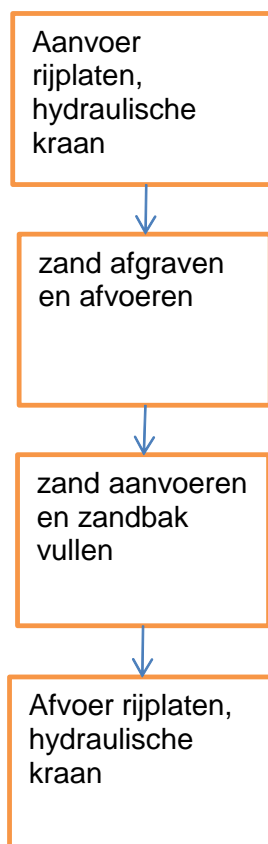 Aanvoer
rijplaten,
hydraulische
kraan
zand afgraven
en afvoeren
zand aanvoeren
en zandbak
vullen
Afvoer rijplaten,
hydraulische
kraan